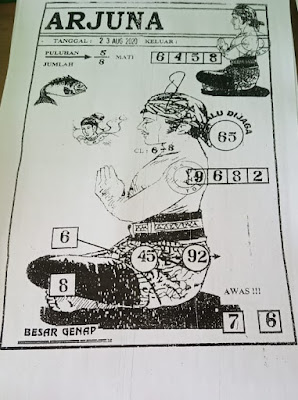 ARJUNA
TANGGAL : 23 AUG 2020 KELUAR :
PULUHAN 5 MATI 6 4 5 8
JUMLAH 8
LU DIJAGA
65
CL : 6 + 8
9 6 8 2
6
45 92
8
AWAS !!!
7 6
BESAR GENAP